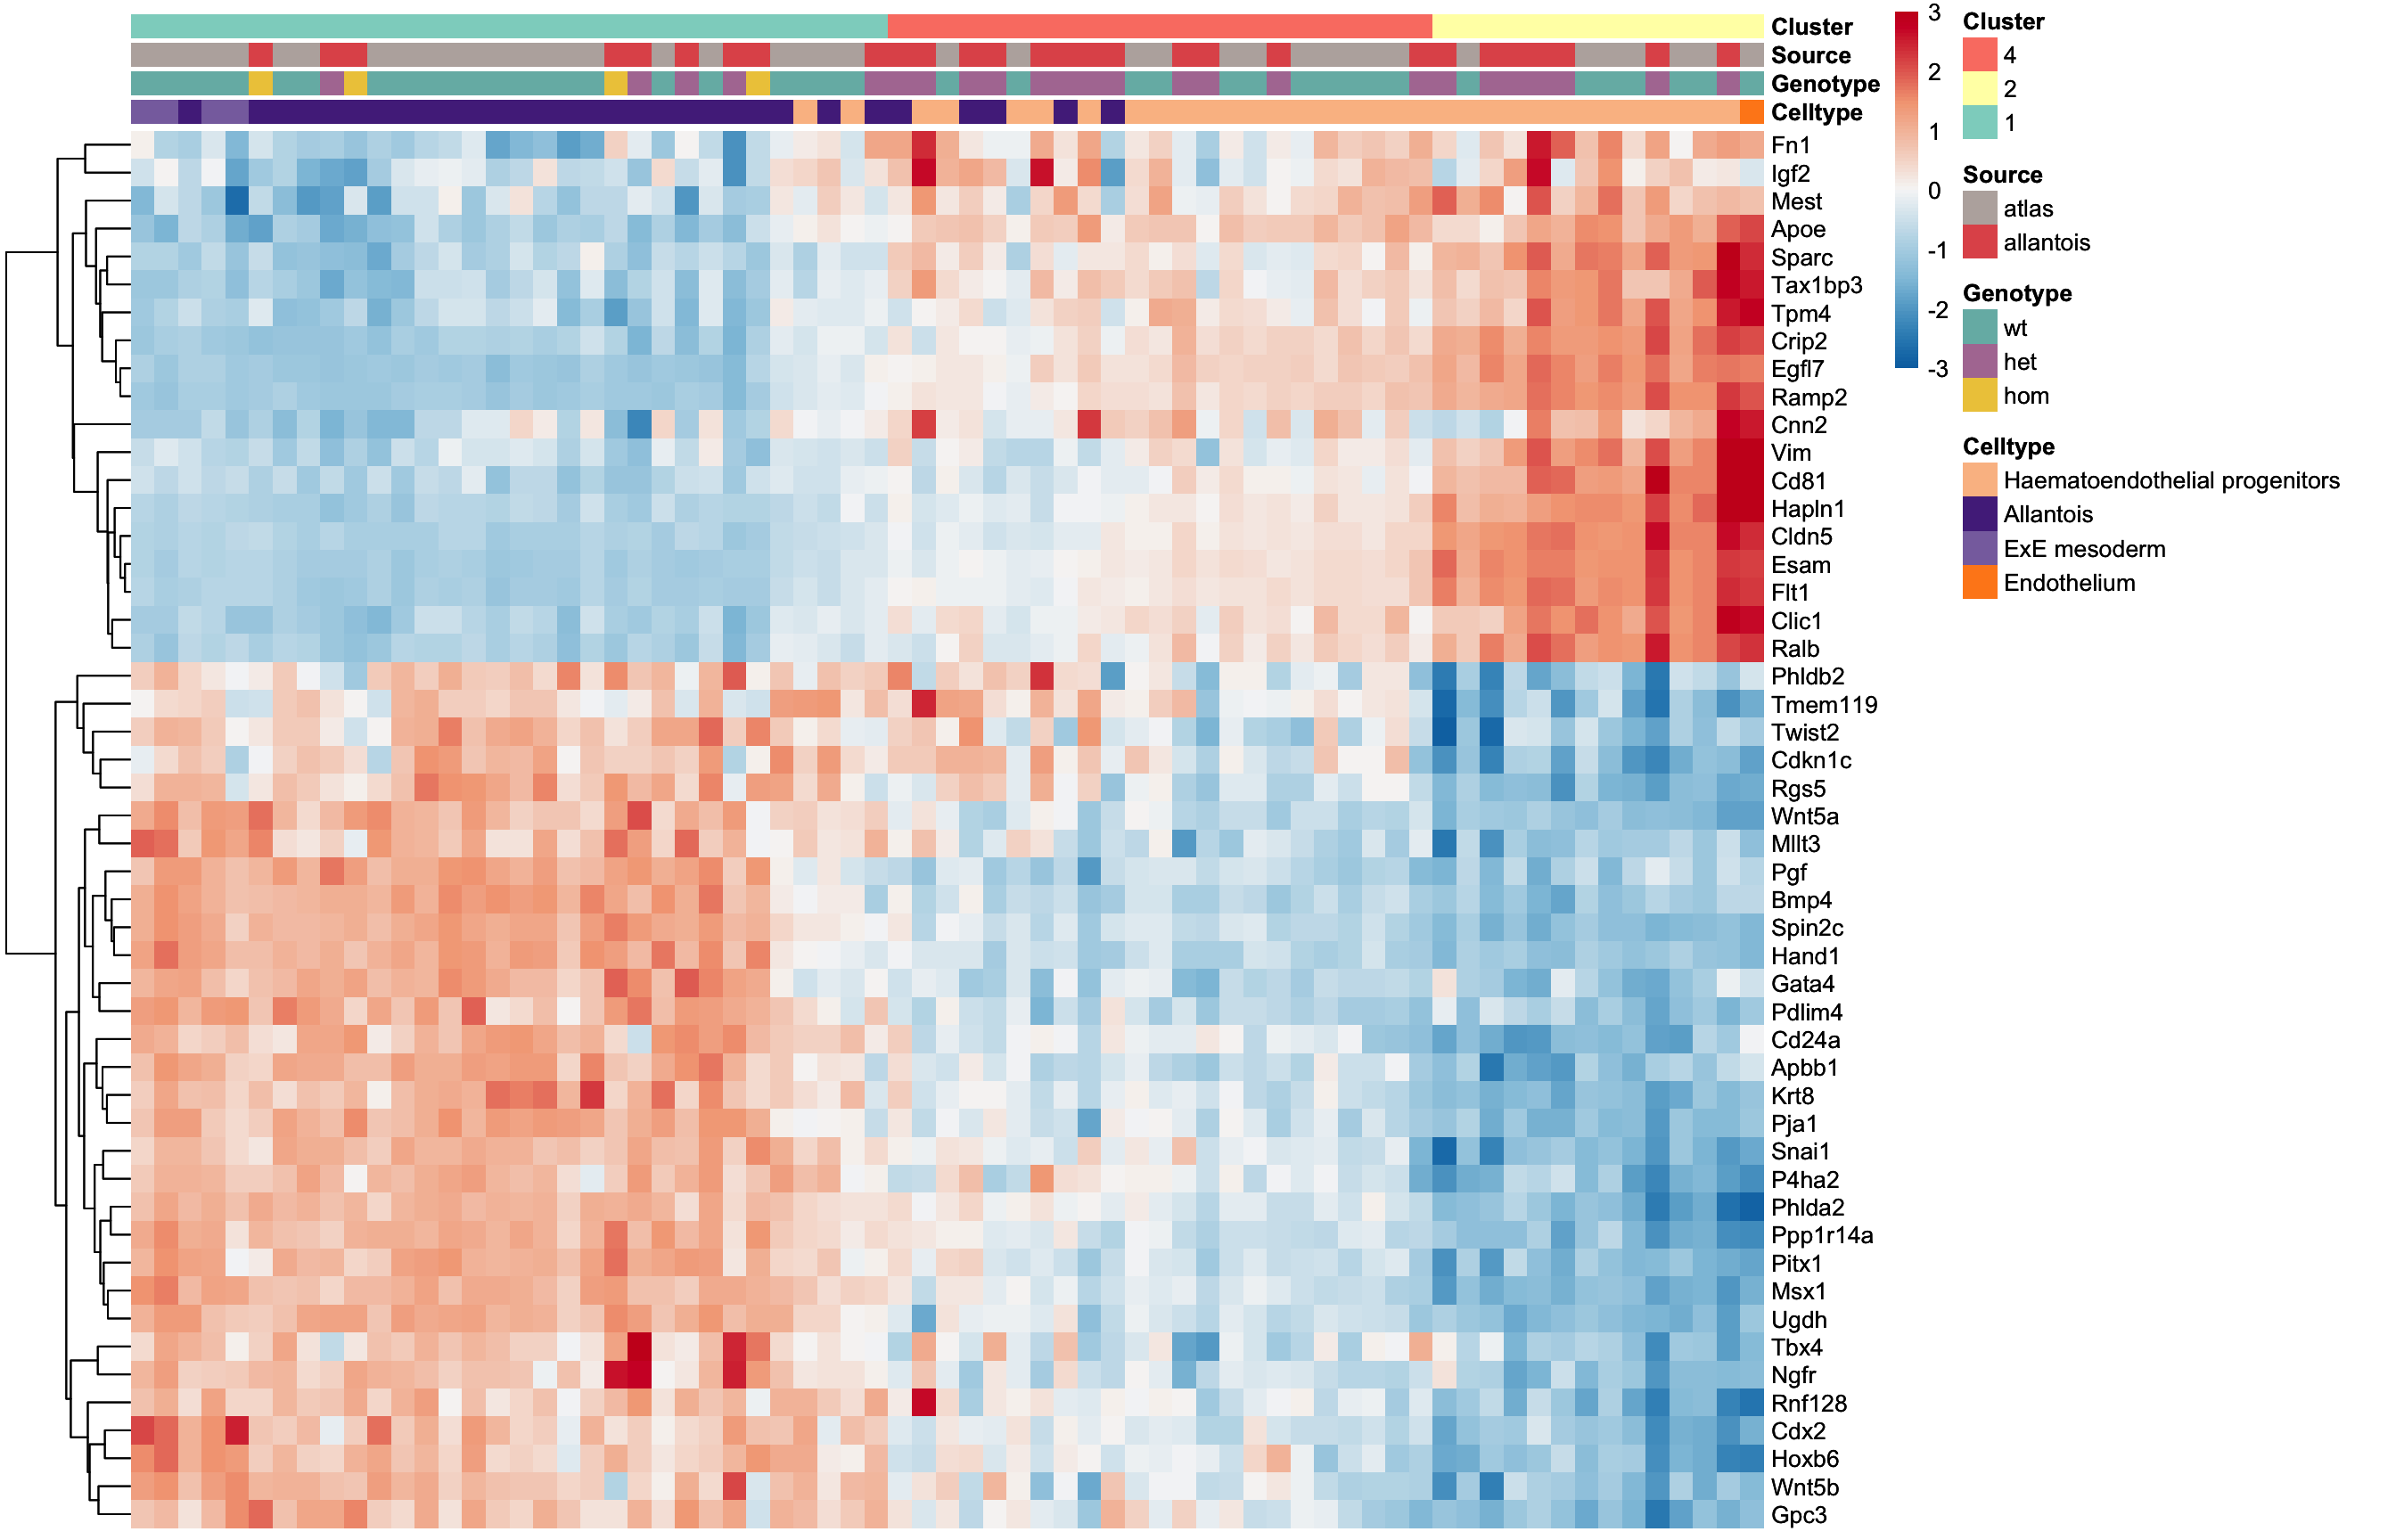 Cluster
Source
Genotype
Celltype
Fn1
Igf2
Mest
Apoe
Sparc
Tax1bp3
Tpm4
Crip2
Egfl7
Ramp2
Cnn2
Vim
Cd81
Hapln1
Cldn5
Esam
Flt1
Clic1
Ralb
Phldb2
Tmem119
Twist2
Cdkn1c
Rgs5
Wnt5a
Mllt3
Pgf
Bmp4
Spin2c
Hand1
Gata4
Pdlim4
Cd24a
Apbb1
Krt8
Pja1
Snai1
P4ha2
Phlda2
Ppp1r14a
Pitx1
Msx1
Ugdh
Tbx4
Ngfr
Rnf128
Cdx2
Hoxb6
Wnt5b
Gpc3
3
2
1
0
-1
-2
-3
Cluster
4
2
1
Source
atlas
allantois
Genotype
wt
het
hom
Celltype
Haematoendothelial progenitors
Allantois
ExE mesoderm
Endothelium